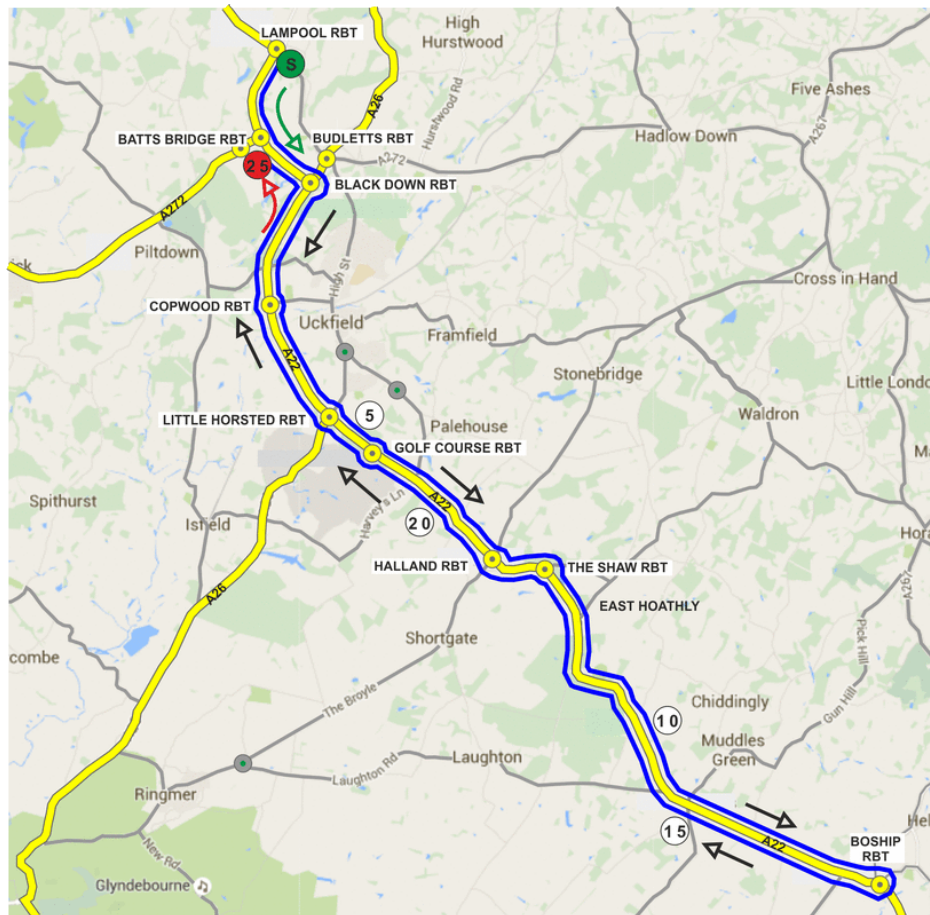 LAMPOOL RBT
High
Hurstwood
S
A26
Hurstwood Rd
Five Ashes
A267
BATTS BRIDGE RBT
BUDLETTS RBT
Hadlow Down
25
A272
BLACK DOWN RBT
A272
Piltdown
High St
Cross in Hand
COPWOOD RBT
Uckfield
Framfield
A22
Stonebridge
Little London
LITTLE HORSTED RBT
5
Palehouse
Waldron
GOLF COURSE RBT
Spithurst
Harvey's Ln
A22
Isfield
20
HALLAND RBT
THE SHAW RBT
A26
EAST HOATHLY
A267
Shortgate
Pick Hill
combe
The Broyle
Chiddingly
Gun Hill
10
Muddles
Green
Laughton
Laughton Rd
Ringmer
15
A22
BOSHIP
RBT
New Rd
Glyndebourne